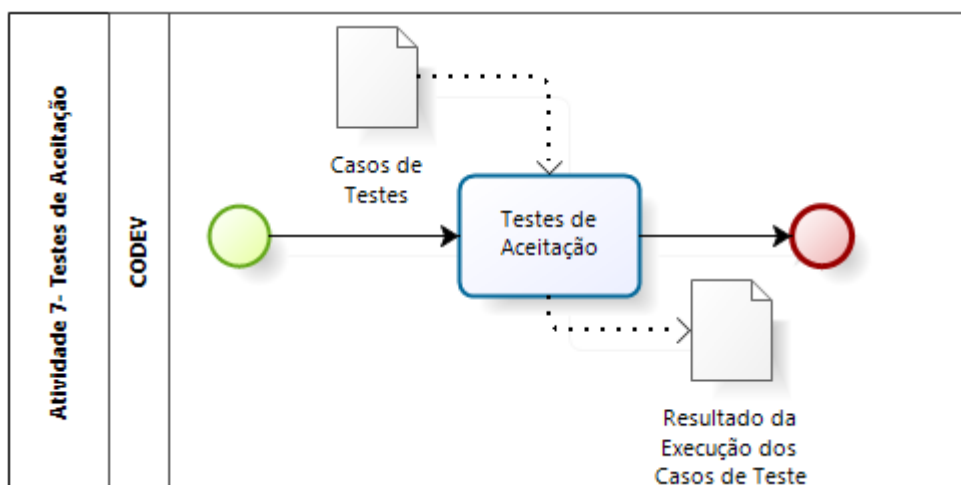 Atividade 7- Testes de Aceitação
CODEV
Casos de
Testes
Testes de
Aceitação
Resultado da
Execução dos
Casos de Teste